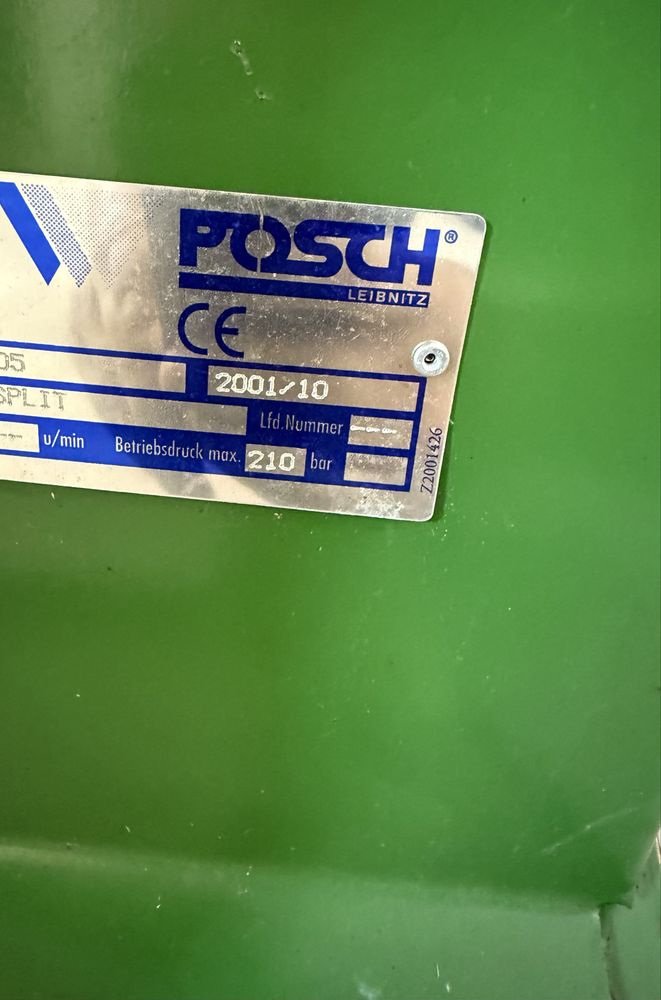 POSCH®
LEIBNITZ
CE
05
2001/10
SPLIT
Lfd.Nummer ---
-- u/min Betriebsdruck max. 210 bar
Z2001426